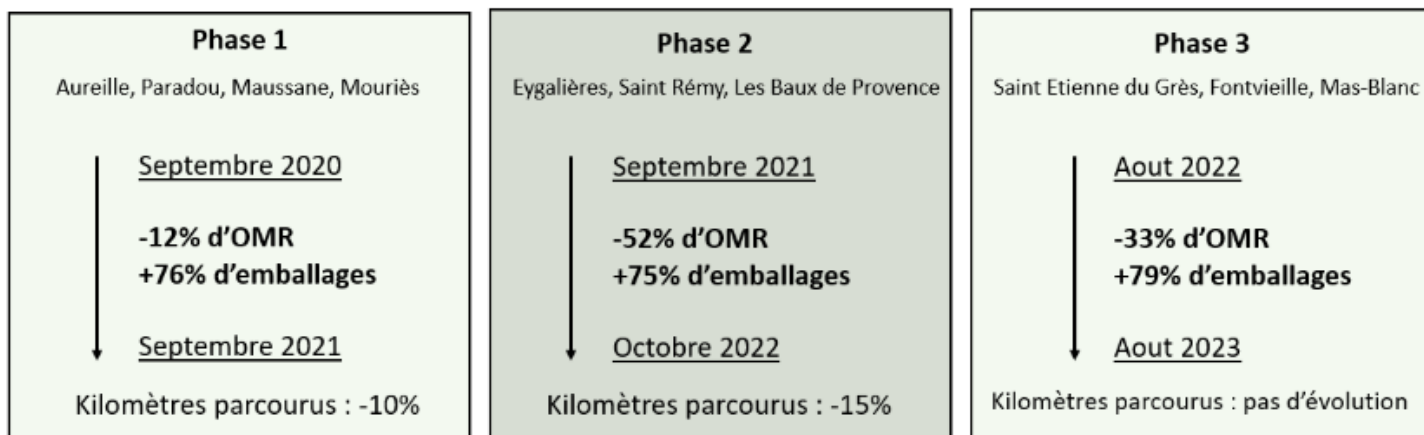 Phase 1
Aureille, Paradou, Maussane, Mouriès
Septembre 2020
-12% d'OMR
+76% d'emballages
Septembre 2021
Kilomètres parcourus : -10%
Phase 2
Eygalières, Saint Rémy, Les Baux de Provence
Septembre 2021
-52% d'OMR
+75% d'emballages
Octobre 2022
Kilomètres parcourus : -15%
Phase 3
Saint Etienne du Grès, Fontvieille, Mas-Blanc
Aout 2022
-33% d'OMR
+79% d'emballages
Aout 2023
Kilomètres parcourus : pas d'évolution